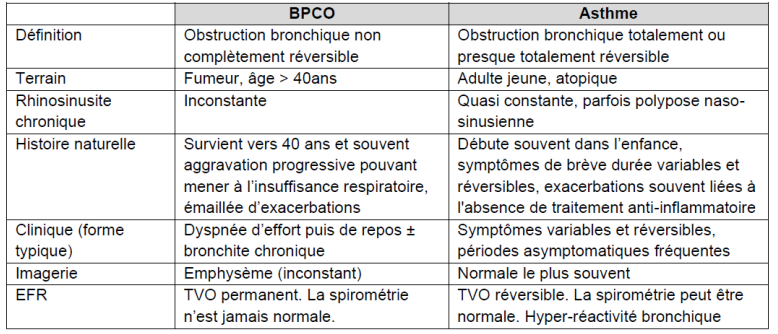 BPCO Asthme
Définition Obstruction bronchique non Obstruction bronchique totalement ou
complètement réversible presque totalement réversible
Terrain Fumeur, âge > 40ans Adulte jeune, atopique
Rhinosinusite Inconstante Quasi constante, parfois polypose naso-
chronique sinusienne
Histoire naturelle Survient vers 40 ans et souvent Débute souvent dans l'enfance,
aggravation progressive pouvant symptômes de brève durée variables et
mener à l'insuffisance respiratoire, réversibles, exacerbations souvent liées à
émaillée d'exacerbations l'absence de traitement anti-inflammatoire
Clinique (forme Dyspnée d'effort puis de repos ± Symptômes variables et réversibles,
typique) bronchite chronique périodes asymptomatiques fréquentes
Imagerie Emphysème (inconstant) Normale le plus souvent
EFR TVO permanent. La spirométrie TVO réversible. La spirométrie peut être
n'est jamais normale. normale. Hyper-réactivité bronchique